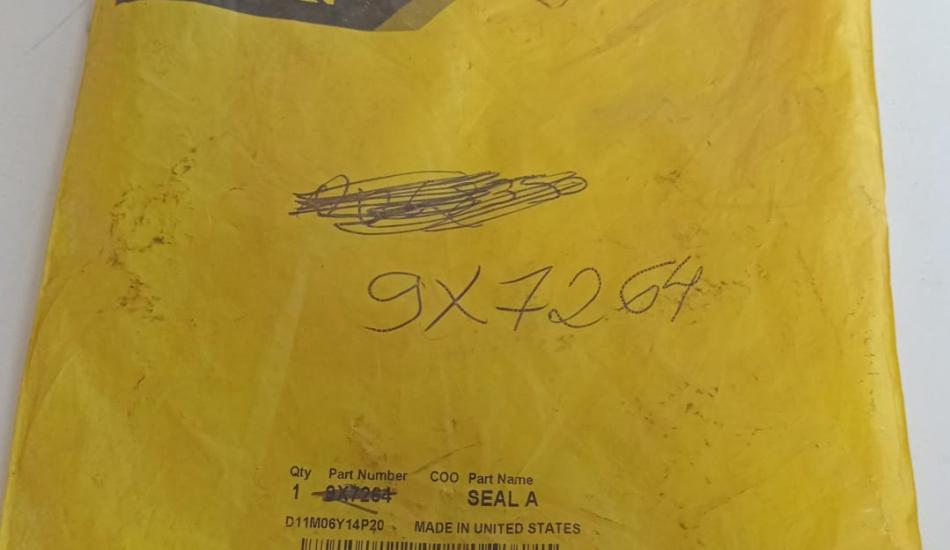 9X7264
Qty Part Number COO Part Name
1 9X7264 SEAL A
D11M06Y14P20 MADE IN UNITED STATES